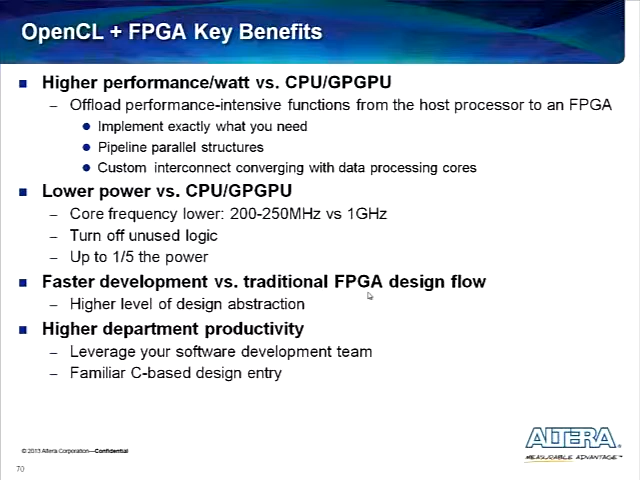 OpenCL + FPGA Key Benefits
■ Higher performance/watt vs. CPU/GPGPU
– Offload performance-intensive functions from the host processor to an FPGA
● Implement exactly what you need
● Pipeline parallel structures
● Custom interconnect converging with data processing cores
■ Lower power vs. CPU/GPGPU
– Core frequency lower: 200-250MHz vs 1GHz
– Turn off unused logic
– Up to 1/5 the power
■ Faster development vs. traditional FPGA design flow
– Higher level of design abstraction
■ Higher department productivity
– Leverage your software development team
– Familiar C-based design entry
© 2013 Altera Corporation—Confidential
ALTERA®
MEASURABLE ADVANTAGE™
70